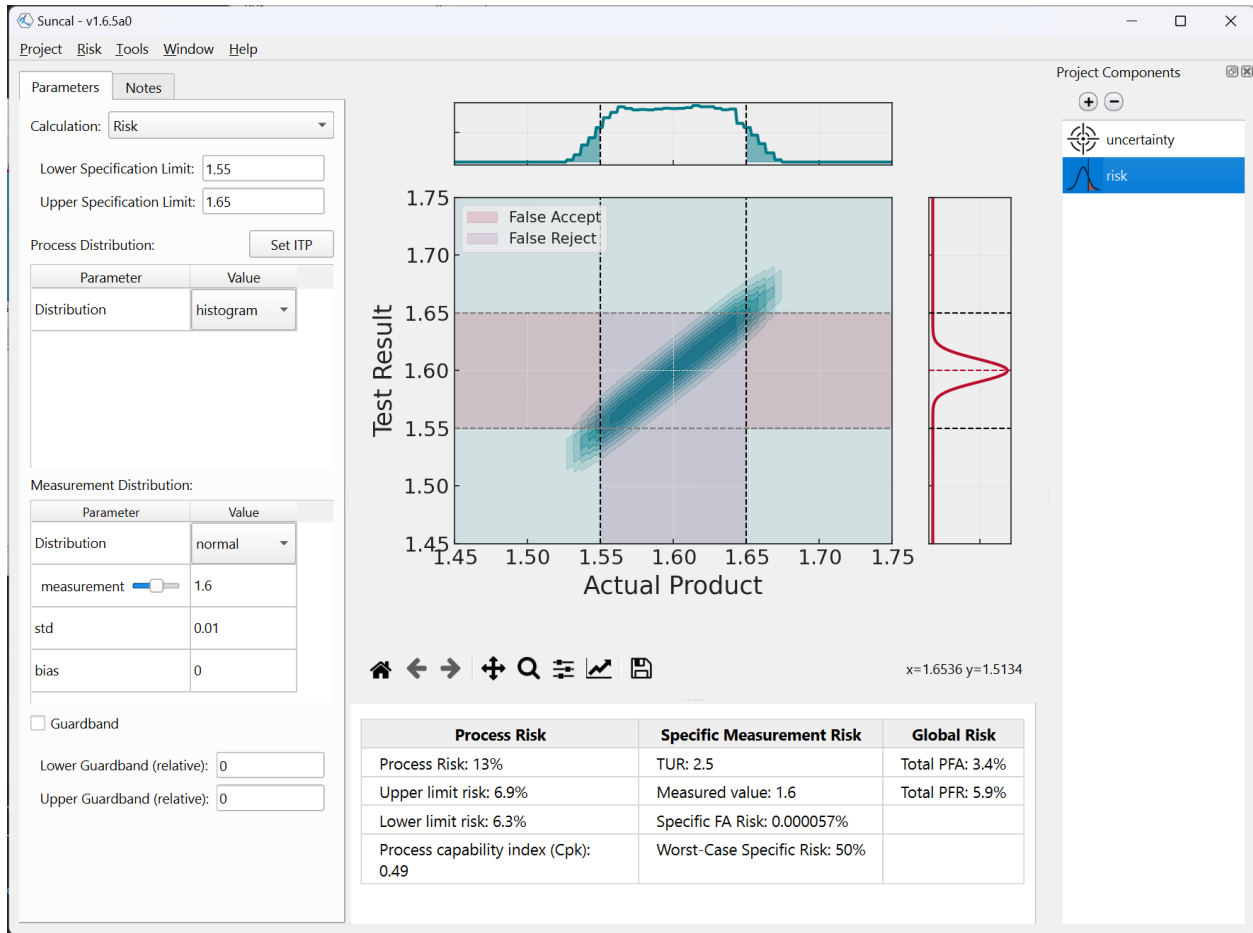 Suncal - v1.6.5a0
Project Risk Tools Window Help
Parameters Notes
Calculation: Risk
Lower Specification Limit: 1.55
Upper Specification Limit: 1.65
Process Distribution: Set ITP
Parameter Value
Distribution histogram
Measurement Distribution:
Parameter Value
Distribution normal
measurement 1.6
std 0.01
bias 0
Guardband
Lower Guardband (relative): 0
Upper Guardband (relative): 0
False Accept
False Reject
1.75
1.70
1.65
1.60
1.55
1.50
1.45
Test Result
1.45 1.50 1.55 1.60 1.65 1.70 1.75
Actual Product
x=1.6536 y=1.5134
Process Risk Specific Measurement Risk Global Risk
Process Risk: 13% TUR: 2.5 Total PFA: 3.4%
Upper limit risk: 6.9% Measured value: 1.6 Total PFR: 5.9%
Lower limit risk: 6.3% Specific FA Risk: 0.000057%
Process capability index (Cpk): Worst-Case Specific Risk: 50%
0.49
Project Components
uncertainty
risk